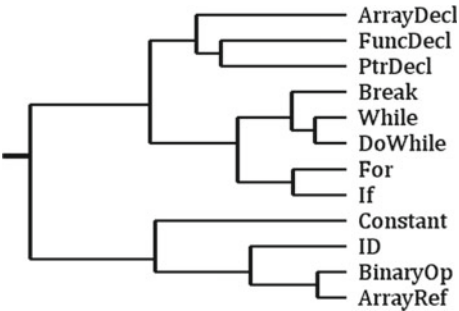 ArrayDecl
FuncDecl
PtrDecl
Break
While
DoWhile
For
If
Constant
ID
BinaryOp
ArrayRef